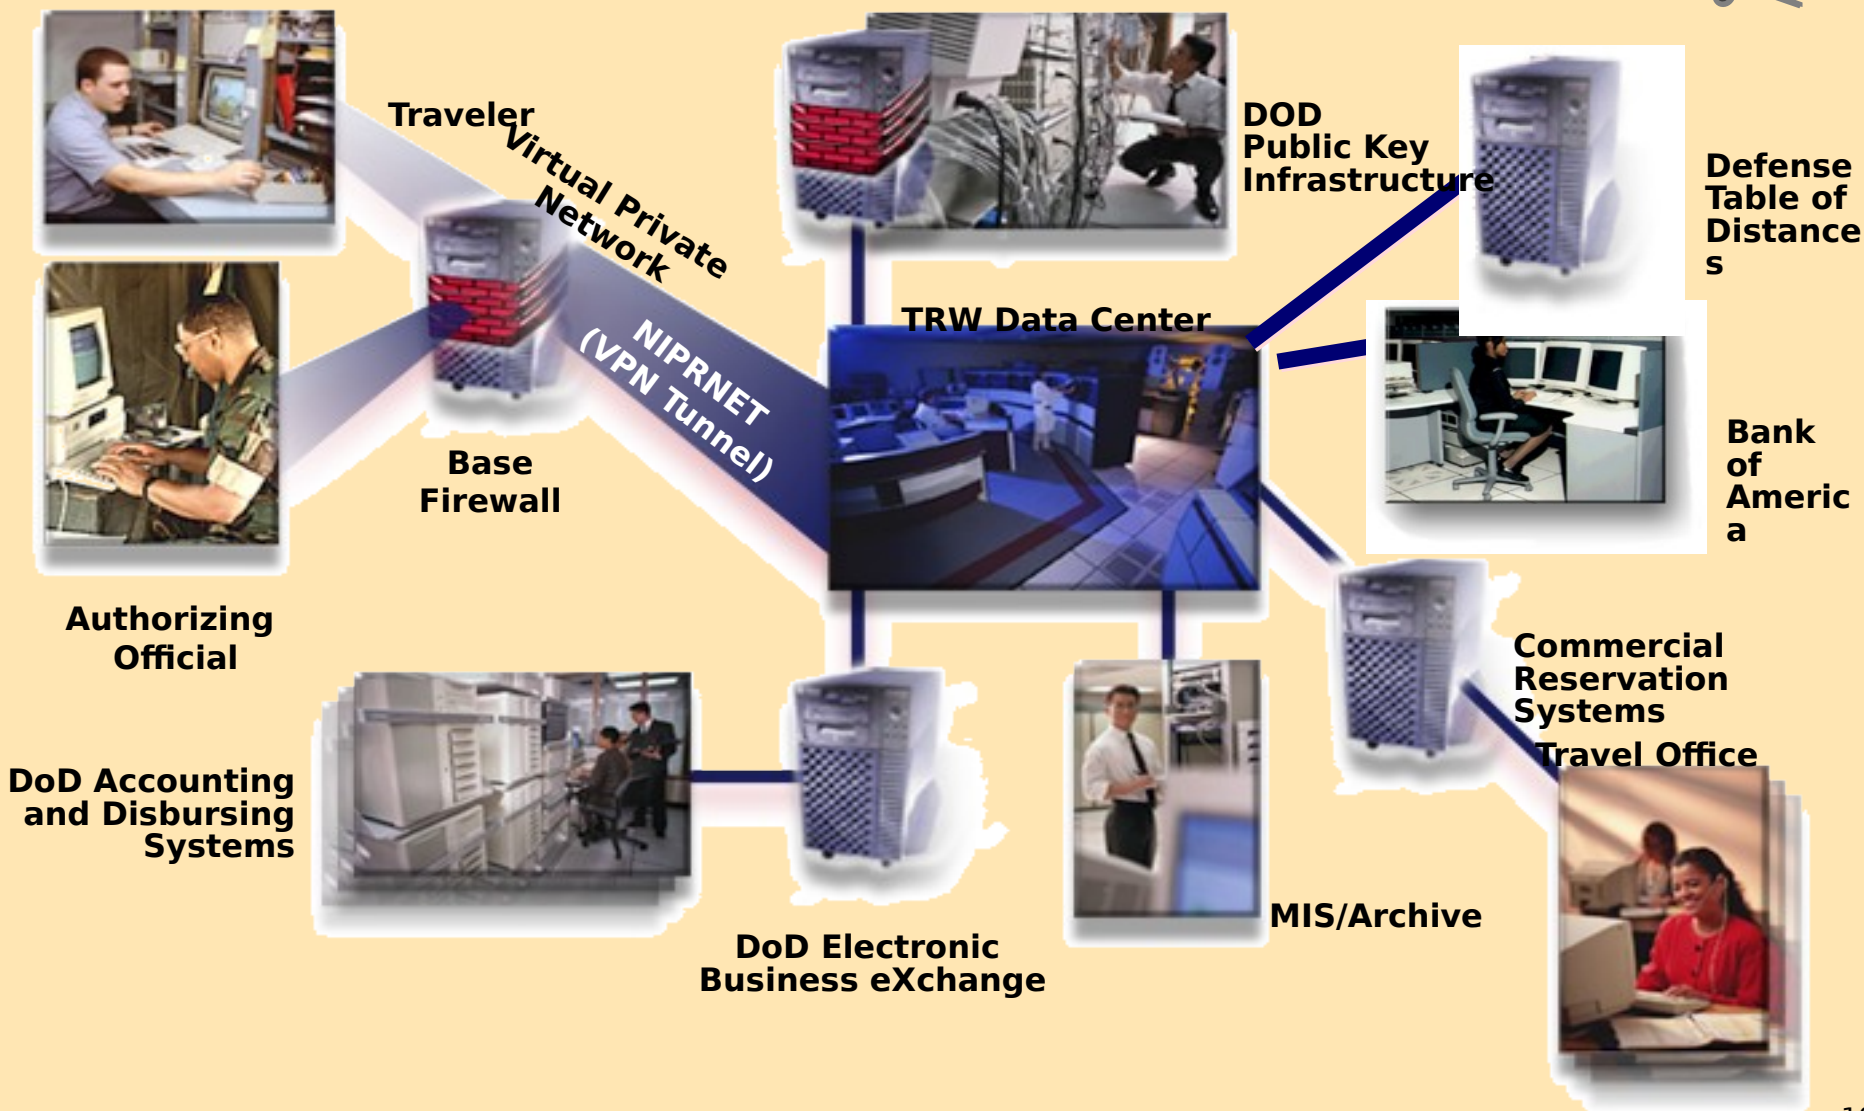 Traveler
Virtual Private
Network
DOD
Public Key
Infrastructure
Defense
Table of
Distance
s
TRW Data Center
NIPRNET
(VPN Tunnel)
Base
Firewall
Bank
of
Americ
a
Authorizing
Official
Commercial
Reservation
Systems
Travel Office
DoD Accounting
and Disbursing
Systems
MIS/Archive
DoD Electronic
Business eXchange